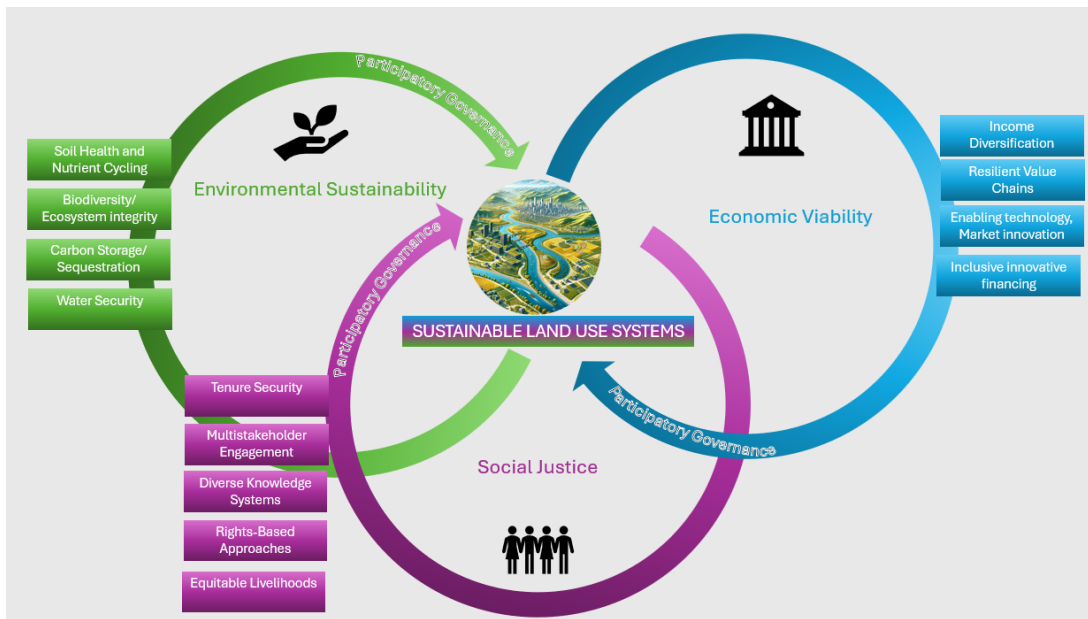 Participatory Governance
Soil Health and
Nutrient Cycling
Biodiversity/
Ecosystem integrity
Carbon Storage/
Sequestration
Water Security
Environmental Sustainability
Economic Viability
Income
Diversification
Resilient Value
Chains
Enabling technology,
Market innovation
Inclusive innovative
financing
Participatory Governance
SUSTAINABLE LAND USE SYSTEMS
Participatory Governance
Tenure Security
Multistakeholder
Engagement
Diverse Knowledge
Systems
Rights-Based
Approaches
Equitable Livelihoods
Social Justice